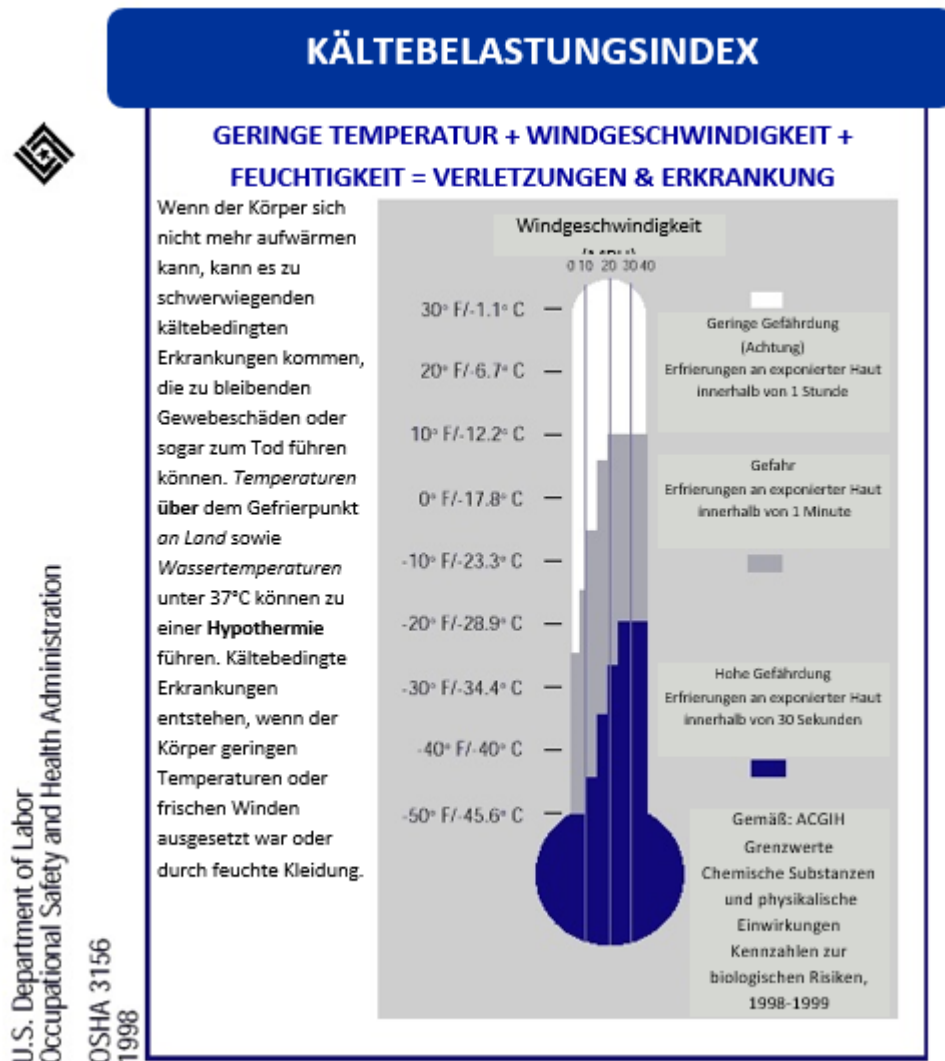 KÄLTEBELASTUNGSINDEX
GERINGE TEMPERATUR + WINDGESCHWINDIGKEIT +
FEUCHTIGKEIT = VERLETZUNGEN & ERKRANKUNG
Wenn der Körper sich
nicht mehr aufwärmen
kann, kann es zu
schwerwiegenden
kältebedingten
Erkrankungen kommen,
die zu bleibenden
Gewebeschäden oder
sogar zum Tod führen
können. Temperaturen
über dem Gefrierpunkt
an Land sowie
Wassertemperaturen
unter 37°C können zu
einer Hypothermie
führen. Kältebedingte
Erkrankungen
entstehen, wenn der
Körper geringen
Temperaturen oder
frischen Winden
ausgesetzt war oder
durch feuchte Kleidung.
Windgeschwindigkeit
0 10 20 30 40
30° F/-1.1° C
20° F/-6.7° C
10° F/-12.2° C
0° F/-17.8° C
-10° F/-23.3° C
-20° F/-28.9° C
-30° F/-34.4° C
-40° F/-40° C
-50° F/-45.6° C
Geringe Gefährdung
(Achtung)
Erfrierungen an exponierter Haut
innerhalb von 1 Stunde
Gefahr
Erfrierungen an exponierter Haut
innerhalb von 1 Minute
Hohe Gefährdung
Erfrierungen an exponierter Haut
innerhalb von 30 Sekunden
Gemäß: ACGIH
Grenzwerte
Chemische Substanzen
und physikalische
Einwirkungen
Kennzahlen zur
biologischen Risiken,
1998-1999
U.S. Department of Labor
Occupational Safety and Health Administration
OSHA 3156
1998